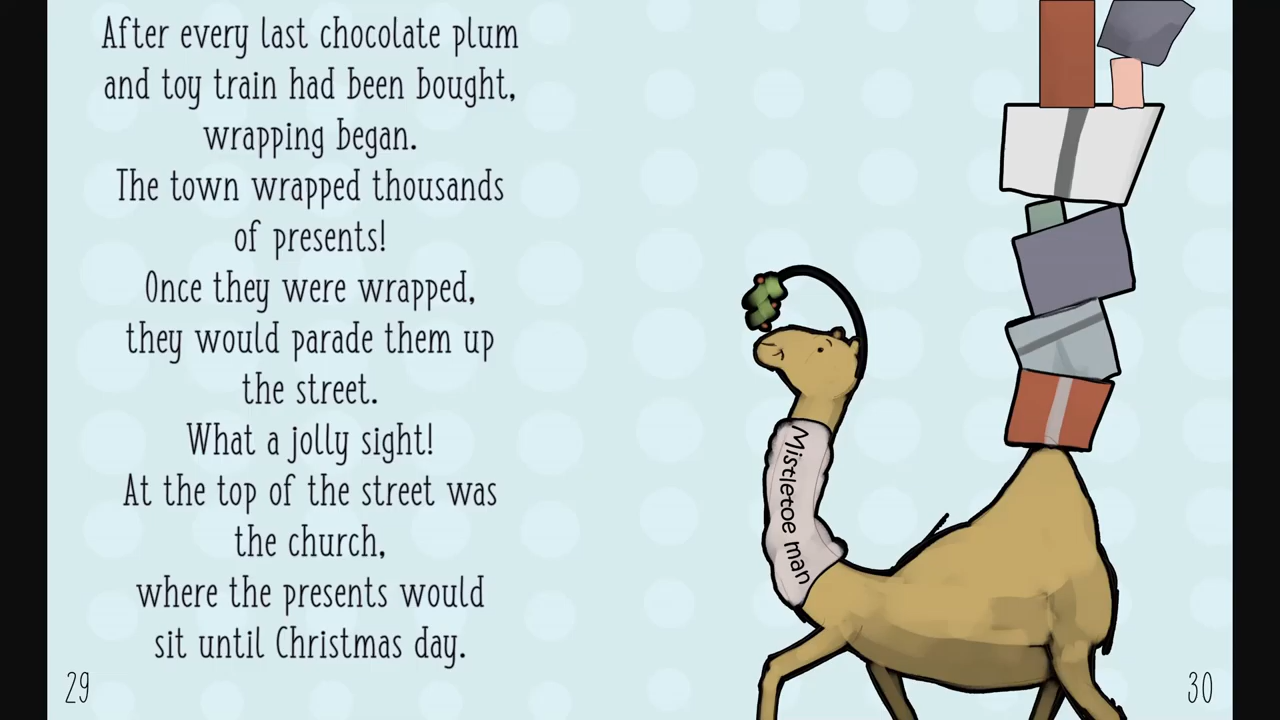 After every last chocolate plum
and toy train had been bought,
wrapping began.
The town wrapped thousands
of presents!
Once they were wrapped,
they would parade them up
the street.
What a jolly sight!
At the top of the street was
the church,
where the presents would
sit until Christmas day.
Mistletoe man
29
30